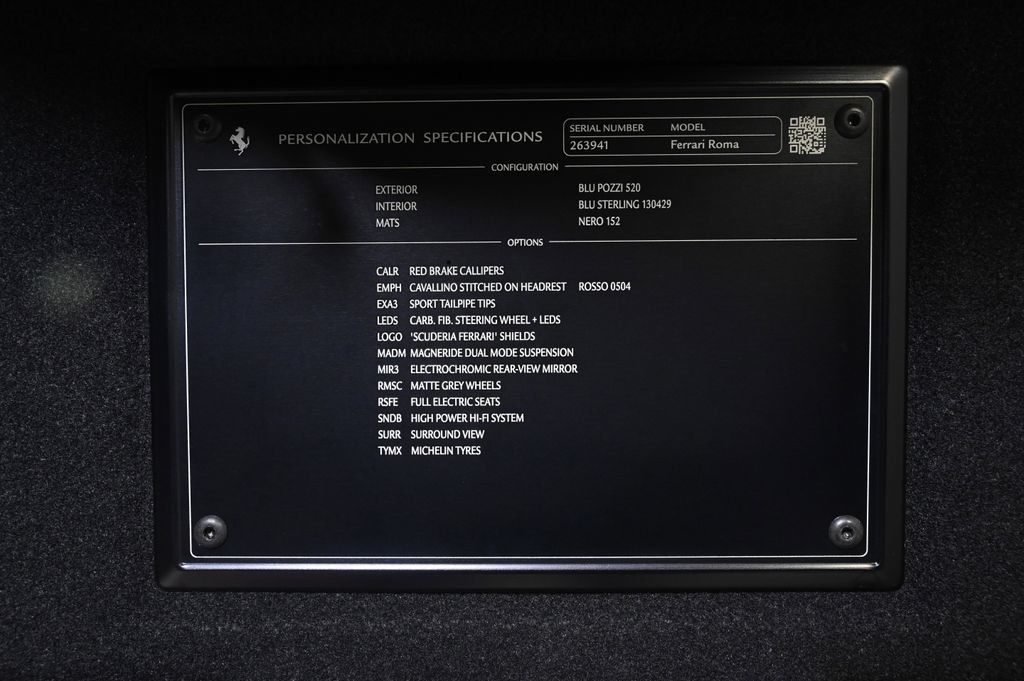 PERSONALIZATION SPECIFICATIONS
SERIAL NUMBER MODEL
263941 Ferrari Roma
CONFIGURATION
EXTERIOR BLU POZZI 520
INTERIOR BLU STERLING 130429
MATS NERO 152
OPTIONS
CALR RED BRAKE CALLIPERS
EMPH CAVALLINO STITCHED ON HEADREST ROSSO 0504
EXA3 SPORT TAILPIPE TIPS
LEDS CARB. FIB. STEERING WHEEL + LEDS
LOGO 'SCUDERIA FERRARI' SHIELDS
MADM MAGNERIDE DUAL MODE SUSPENSION
MIR3 ELECTROCHROMIC REAR-VIEW MIRROR
RMSC MATTE GREY WHEELS
RSFE FULL ELECTRIC SEATS
SNDB HIGH POWER HI-FI SYSTEM
SURR SURROUND VIEW
TYMX MICHELIN TYRES